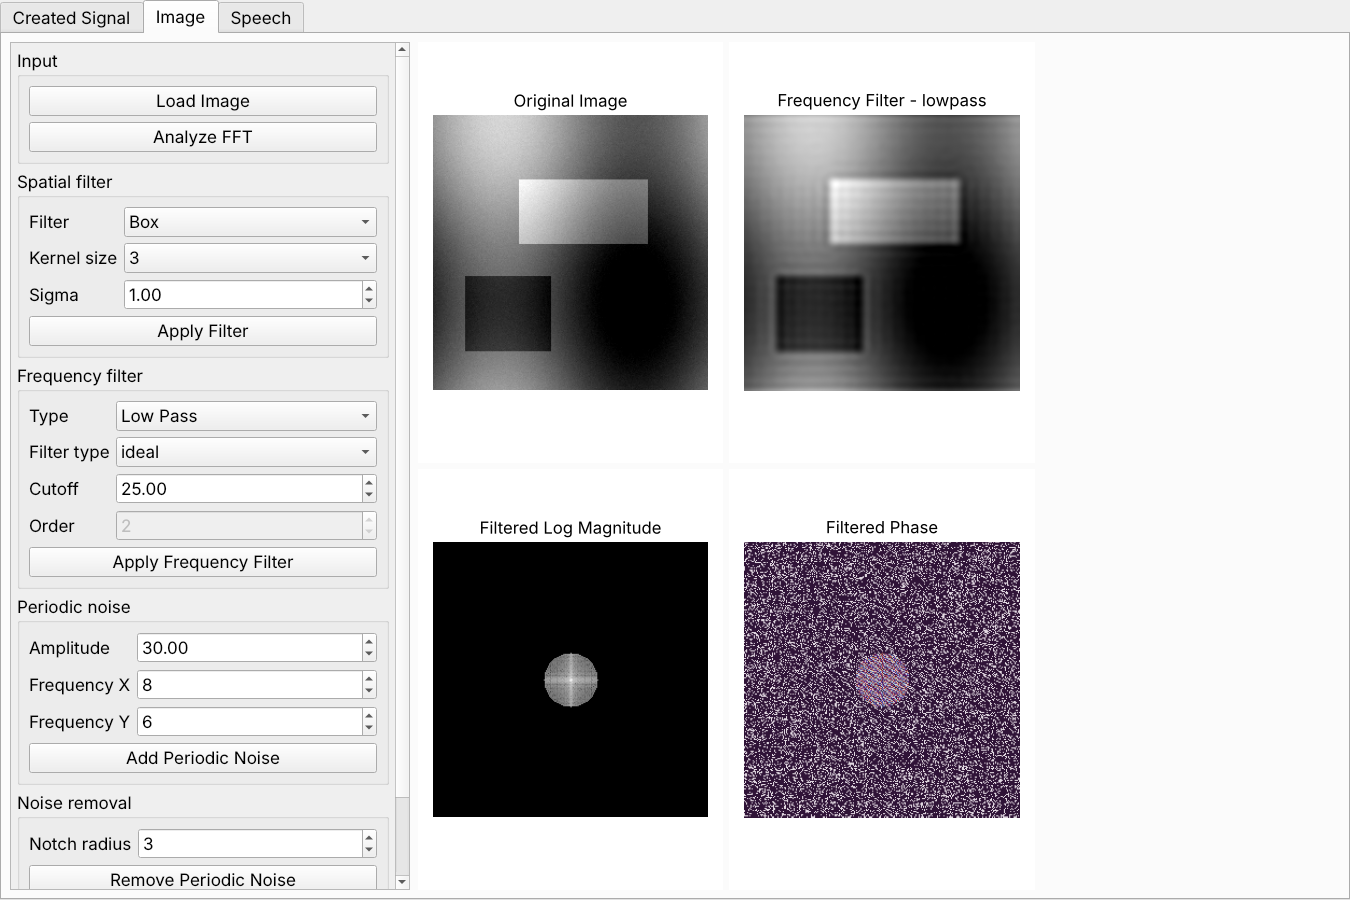 Created Signal
Image
Speech
Input
Load Image
Analyze FFT
Spatial filter
Filter
Box
Kernel size
3
Sigma
1.00
Apply Filter
Frequency filter
Type
Low Pass
Filter type
ideal
Cutoff
25.00
Order
2
Apply Frequency Filter
Periodic noise
Amplitude
30.00
Frequency X
8
Frequency Y
6
Add Periodic Noise
Noise removal
Notch radius
3
Remove Periodic Noise
Original Image
Frequency Filter - lowpass
Filtered Log Magnitude
Filtered Phase